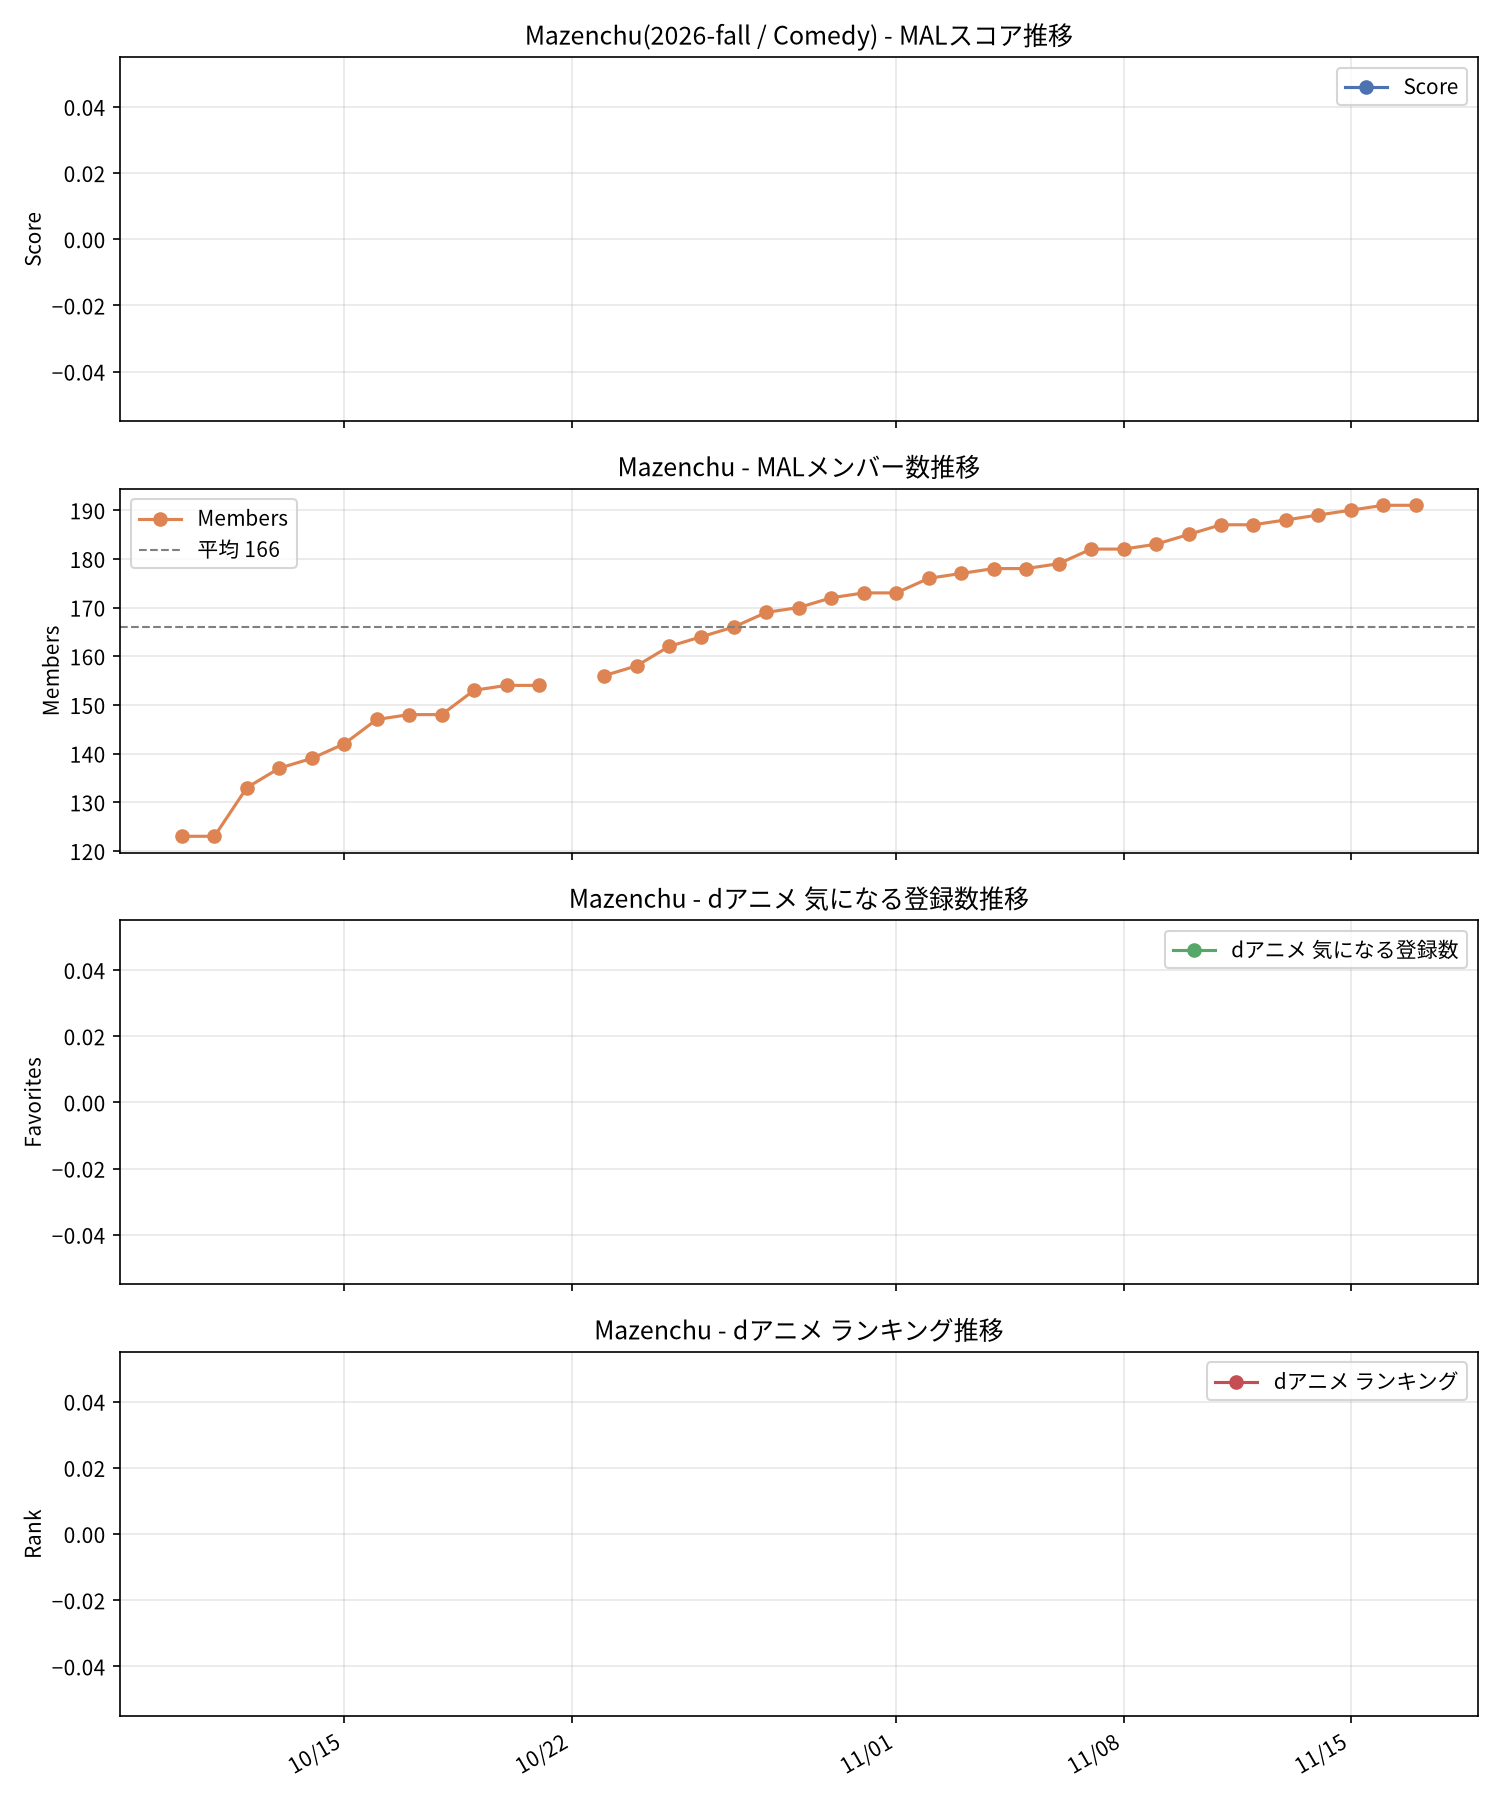 Mazenchu(2026-fall / Comedy) - MALスコア推移
Score
0.04
0.02
0.00
−0.02
−0.04
Score
Mazenchu - MALメンバー数推移
Members
平均 166
190
180
170
160
150
140
130
120
Members
Mazenchu - dアニメ 気になる登録数推移
dアニメ 気になる登録数
0.04
0.02
0.00
−0.02
−0.04
Favorites
Mazenchu - dアニメ ランキング推移
dアニメ ランキング
0.04
0.02
0.00
−0.02
−0.04
Rank
10/15
10/22
11/01
11/08
11/15